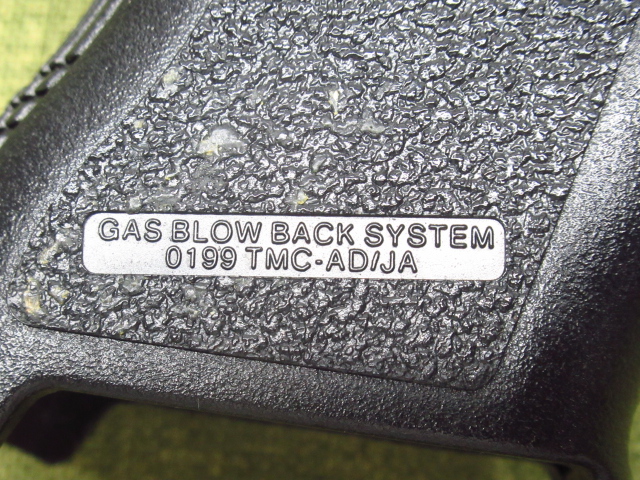 GAS BLOW BACK SYSTEM
0199 TMC-AD/JA